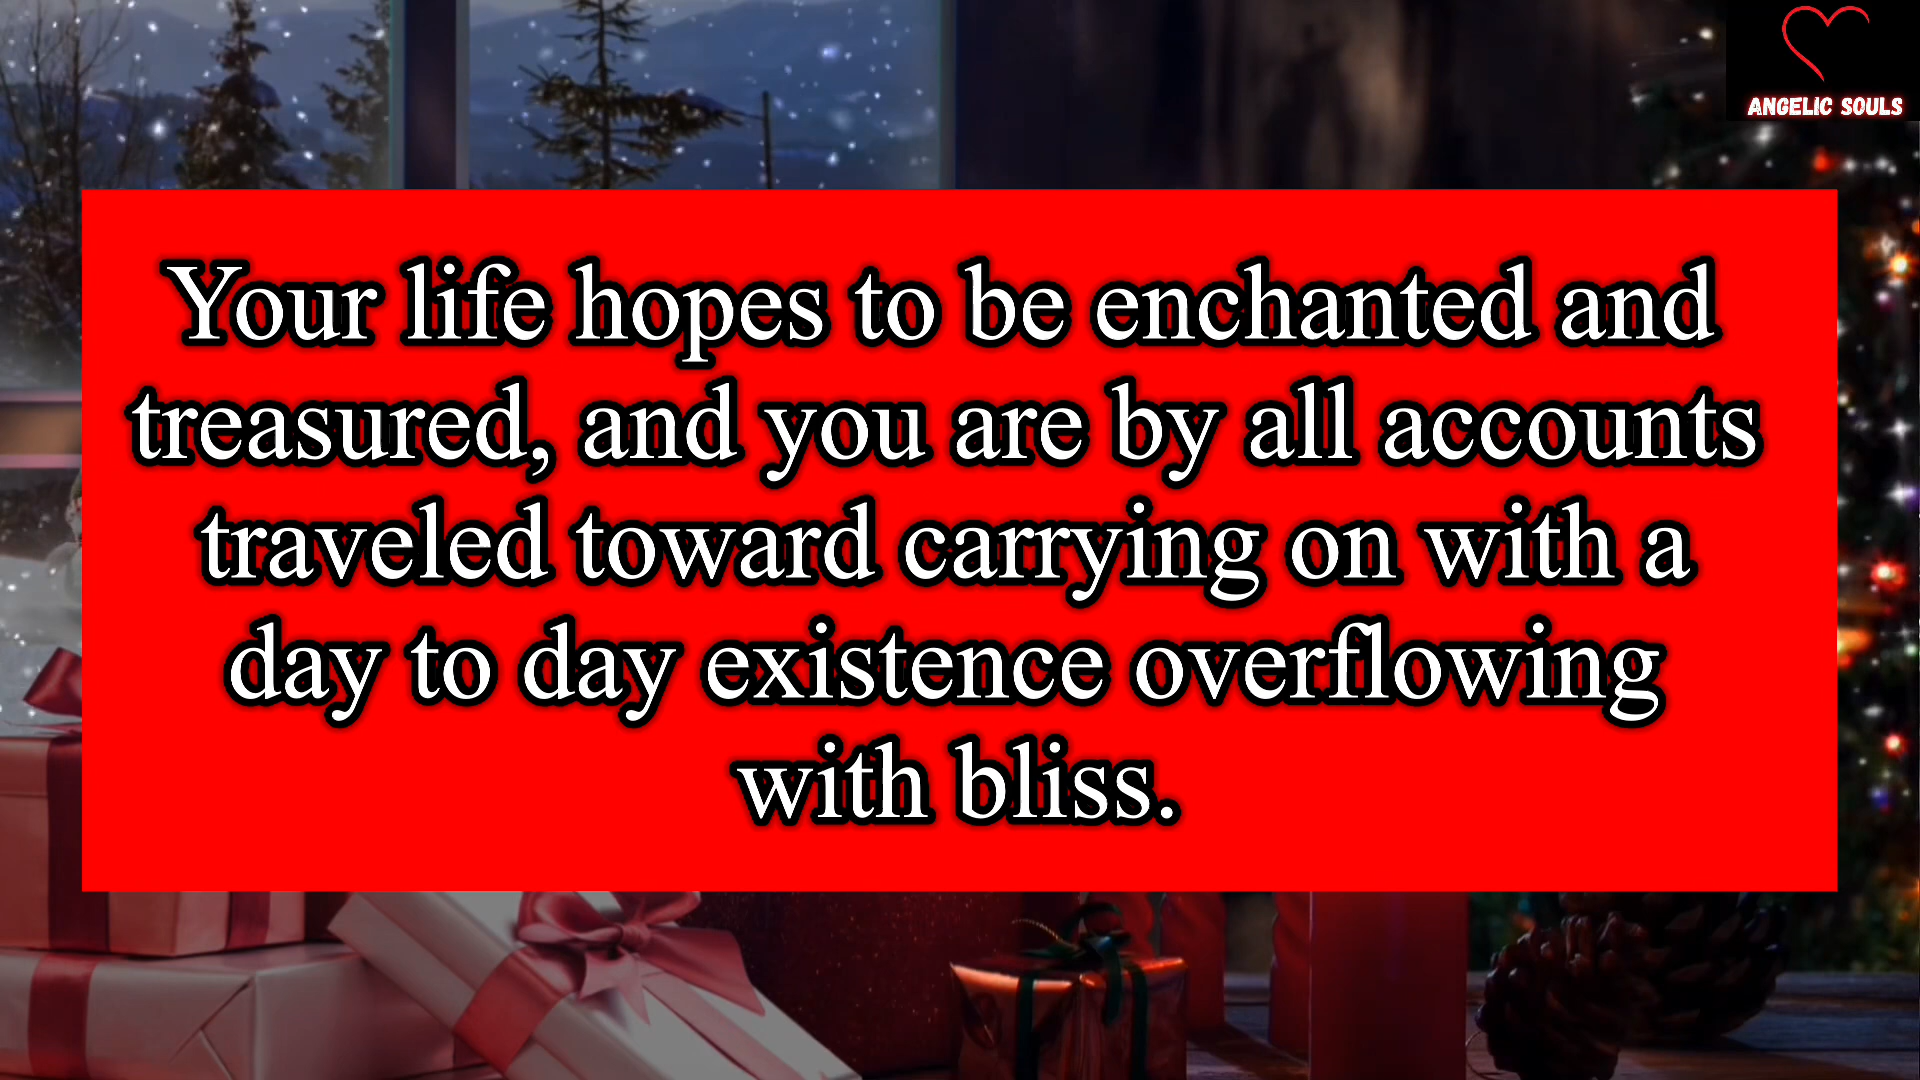 ANGELIC SOULS
Your life hopes to be enchanted and
treasured, and you are by all accounts
traveled toward carrying on with a
day to day existence overflowing
with bliss.